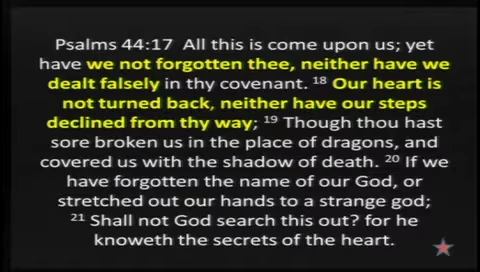 Psalms 44:17 All this is come upon us; yet
have we not forgotten thee, neither have we
dealt falsely in thy covenant. 18 Our heart is
not turned back, neither have our steps
declined from thy way; 19 Though thou hast
sore broken us in the place of dragons, and
covered us with the shadow of death. 20 If we
have forgotten the name of our God, or
stretched out our hands to a strange god;
21 Shall not God search this out? for he
knoweth the secrets of the heart.